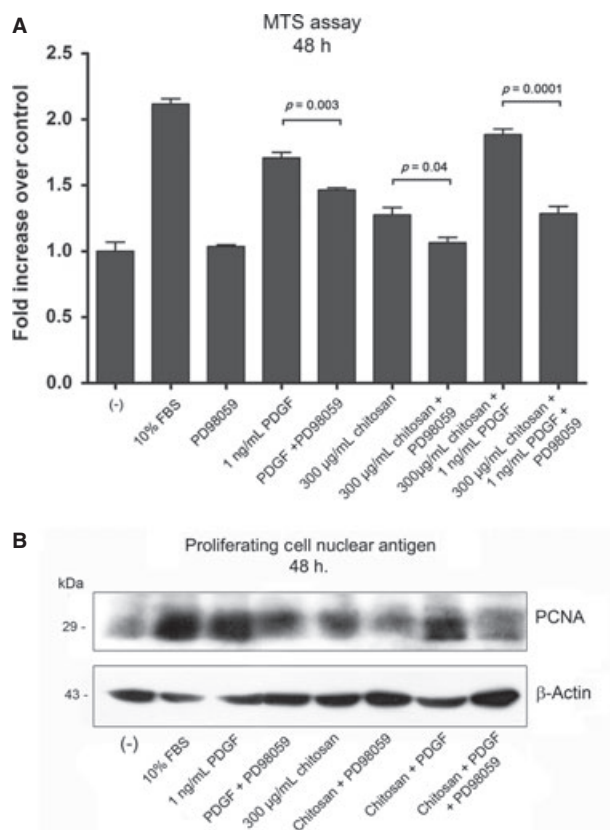 A
MTS assay
48 h
Fold increase over control
2.5
2.0
1.5
1.0
0.5
0.0
p = 0.003
p = 0.04
p = 0.0001
(-)
10% FBS
PD98059
1 ng/mL PDGF
PDGF +PD98059
300 µg/mL chitosan
300 µg/mL chitosan +
PD98059
300µg/mL chitosan +
1 ng/mL PDGF
300 µg/mL chitosan +
1 ng/mL PDGF +
PD98059
B
Proliferating cell nuclear antigen
48 h.
kDa
29 -
PCNA
43 -
β-Actin
(-)
10% FBS
1 ng/mL PDGF
PDGF + PD98059
300 µg/mL chitosan
Chitosan + PD98059
Chitosan + PDGF
Chitosan + PDGF
+ PD98059